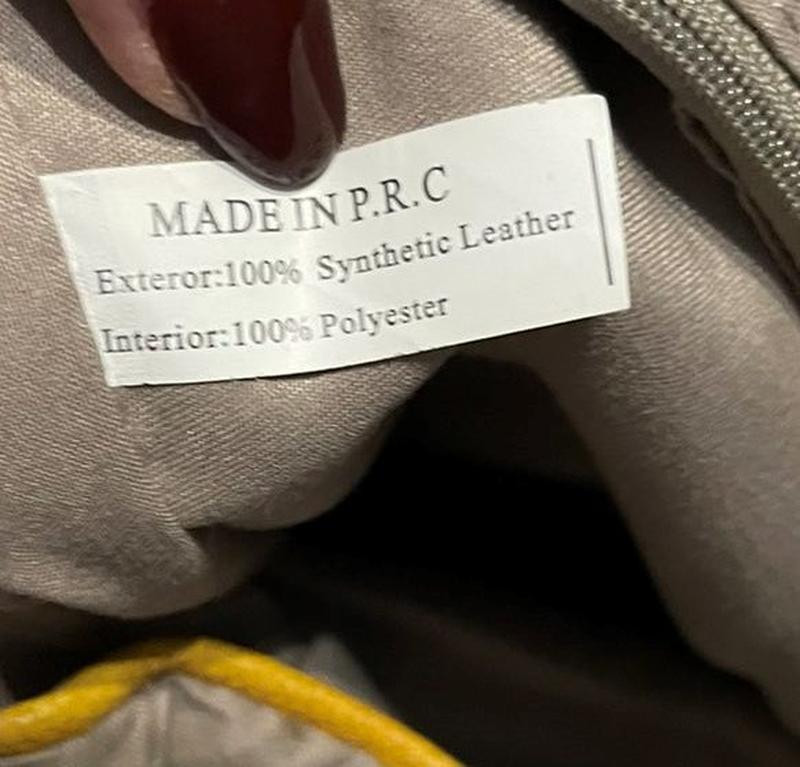 MADE IN P.R.C
Exteror:100% Synthetic Leather
Interior:100% Polyester